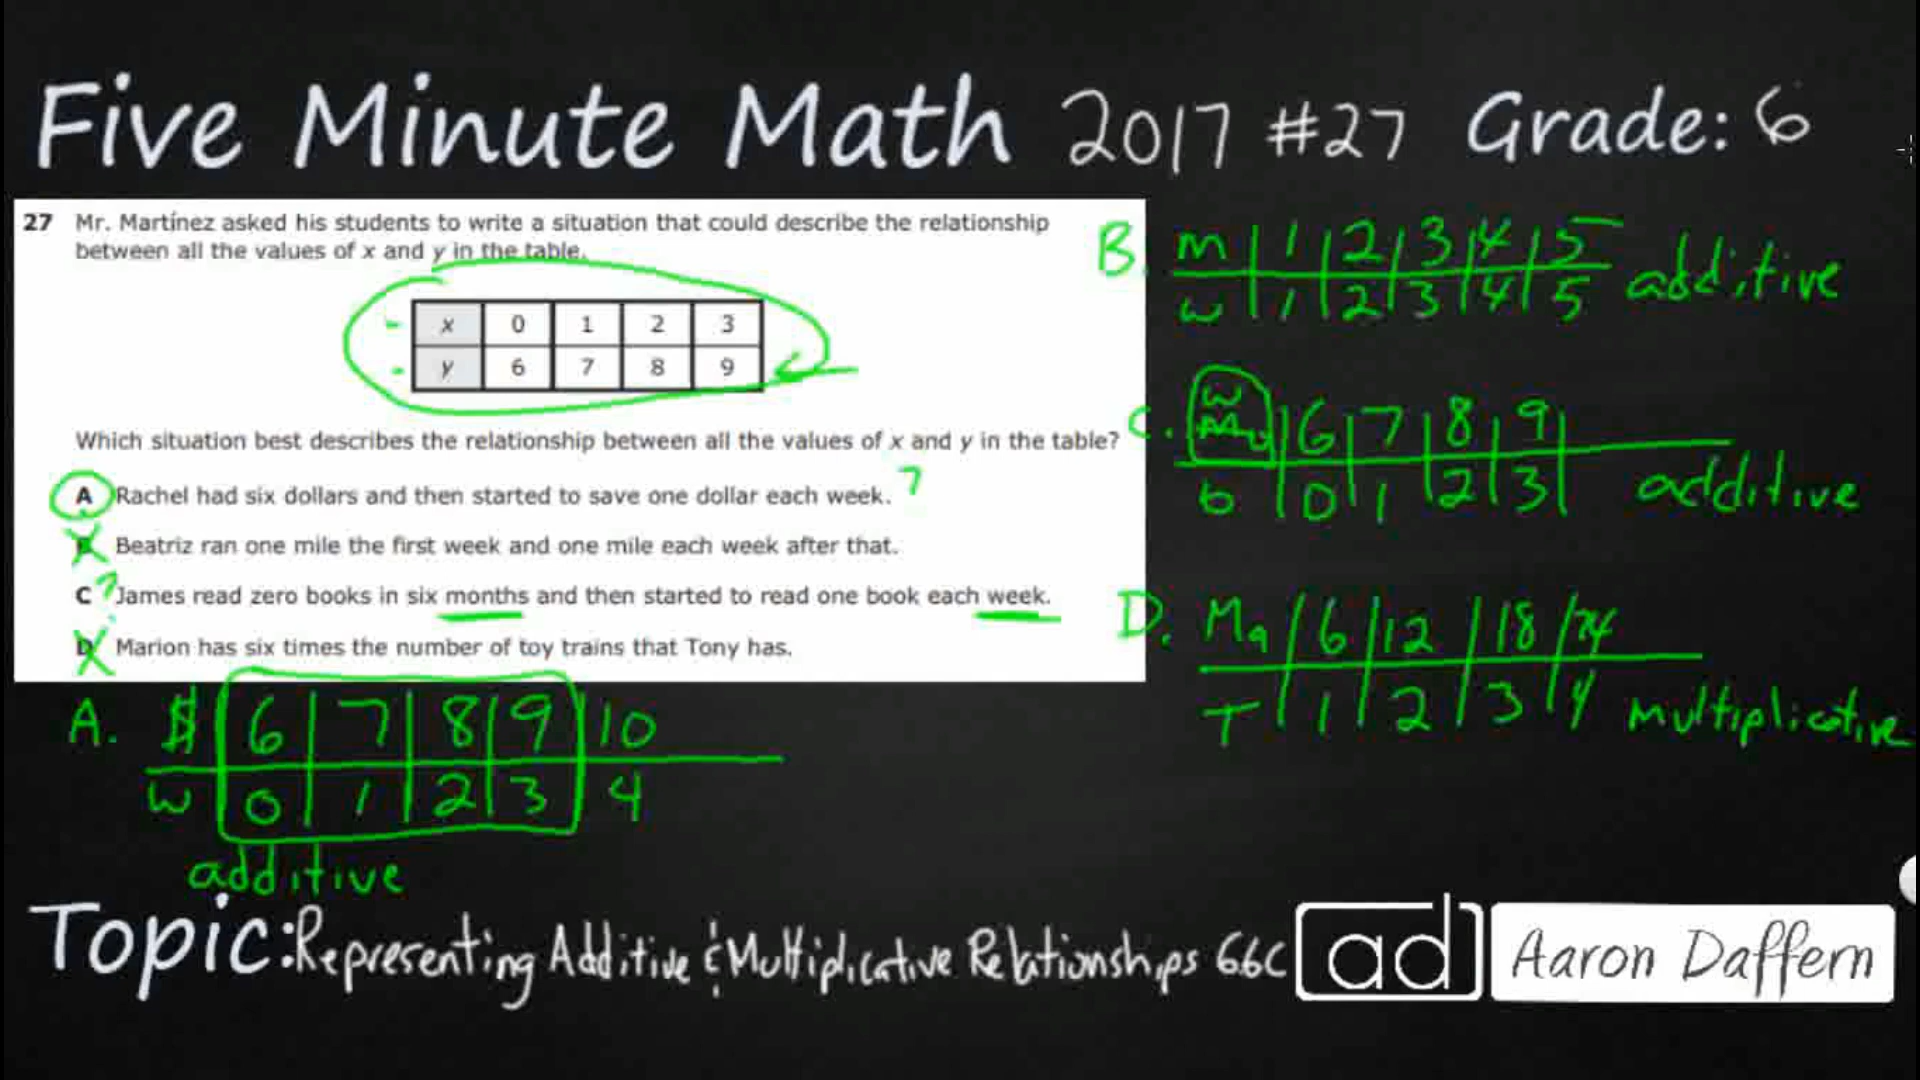 Five Minute Math 2017 #27 Grade: 6
27 Mr. Martínez asked his students to write a situation that could describe the relationship
between all the values of x and y in the table.
x 0 1 2 3
y 6 7 8 9
Which situation best describes the relationship between all the values of x and y in the table?
A Rachel had six dollars and then started to save one dollar each week. ?
B Beatriz ran one mile the first week and one mile each week after that.
C ? James read zero books in six months and then started to read one book each week.
D Marion has six times the number of toy trains that Tony has.
A. $ 6 7 8 9 10
w 0 1 2 3 4
additive
B. m 1 2 3 4 5
w 1 2 3 4 5 additive
C. w
6 7 8 9
b 0 1 2 3 additive
D. Ma 6 12 18 24
T 1 2 3 4 multiplicative
Topic: Representing Additive & Multiplicative Relationships 6.6C
ad Aaron Daffern